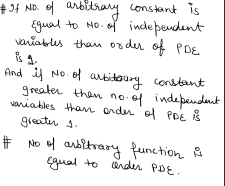 # If NO. of arbitrary constant is
equal to NO. of independent
variables than order of PDE
is 1.
And if No. of arbitrary constant
greater than no. of independent
variables than order of PDE is
greater 1.
# No of arbitrary function is
equal to order PDE.